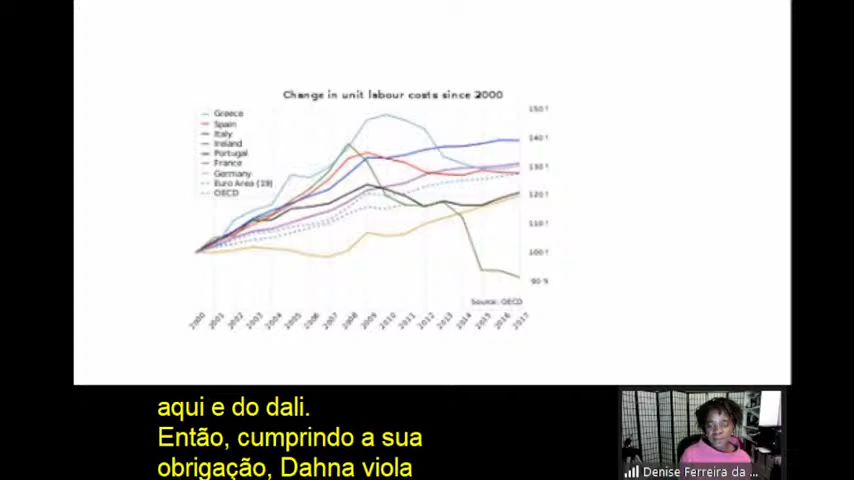 Change in unit labour costs since 2000
Greece
Spain
Italy
Ireland
Portugal
France
Germany
Euro Area (19)
OECD
150
140
130
120
110
100
90
Source: OECD
2000 2001 2002 2003 2004 2005 2006 2007 2008 2009 2010 2011 2012 2013 2014 2015 2016 2017
aqui e do dali.
Então, cumprindo a sua
obrigação, Dahna viola
Denise Ferreira da ...